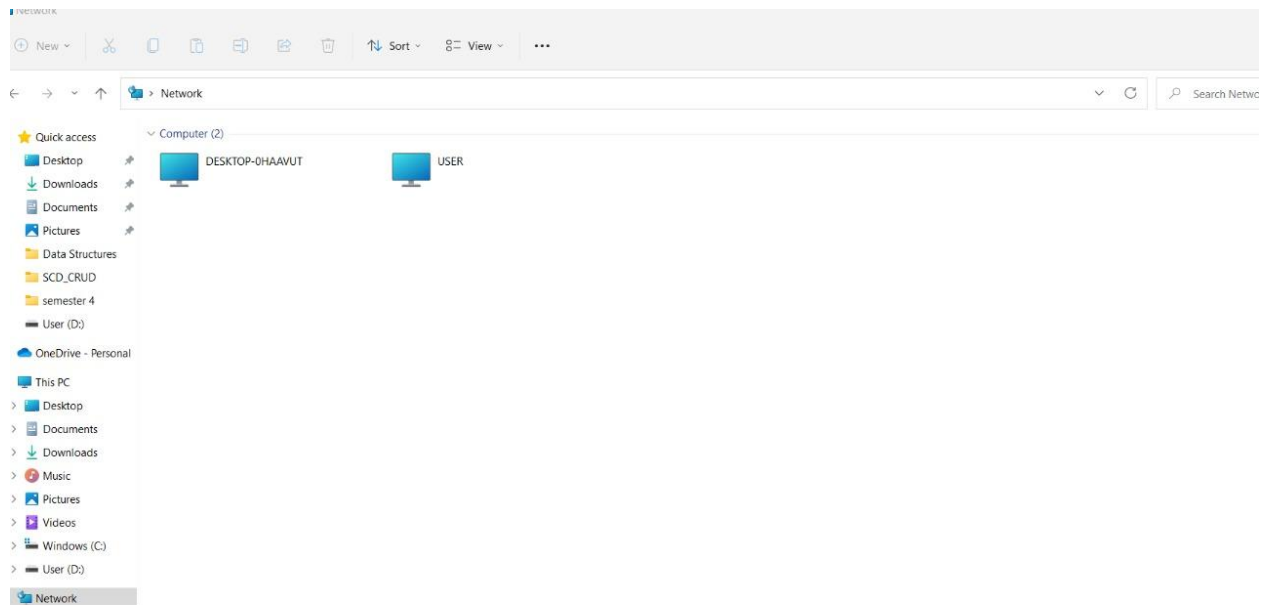 Network
New
Sort
View
Network
Search Netwo
Quick access
Desktop
Downloads
Documents
Pictures
Data Structures
SCD_CRUD
semester 4
User (D:)
OneDrive - Personal
This PC
Desktop
Documents
Downloads
Music
Pictures
Videos
Windows (C:)
User (D:)
Network
Computer (2)
DESKTOP-0HAAVUT
USER